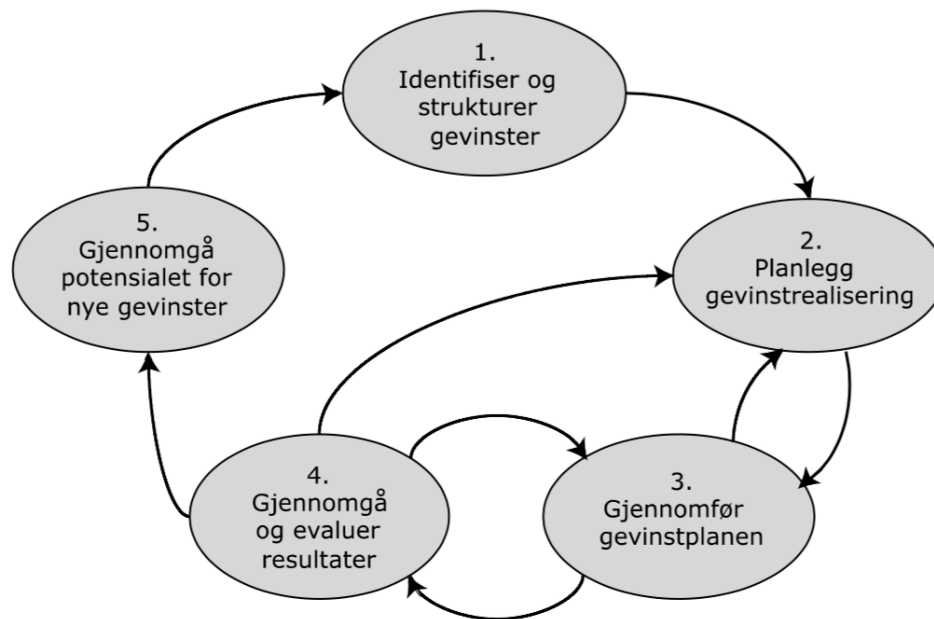 1.
Identifiser og
strukturer
gevinster
2.
Planlegg
gevinstrealisering
3.
Gjennomfør
gevinstplanen
4.
Gjennomgå
og evaluer
resultater
5.
Gjennomgå
potensialet for
nye gevinster